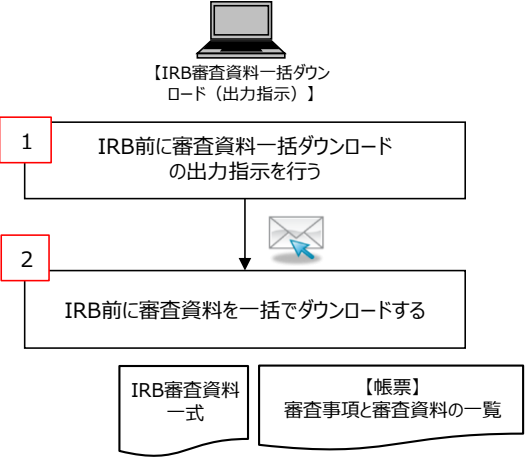 【IRB審査資料一括ダウン
ロード（出力指示）】
1
IRB前に審査資料一括ダウンロード
の出力指示を行う
2
IRB前に審査資料を一括でダウンロードする
IRB審査資料
一式
【帳票】
審査事項と審査資料の一覧